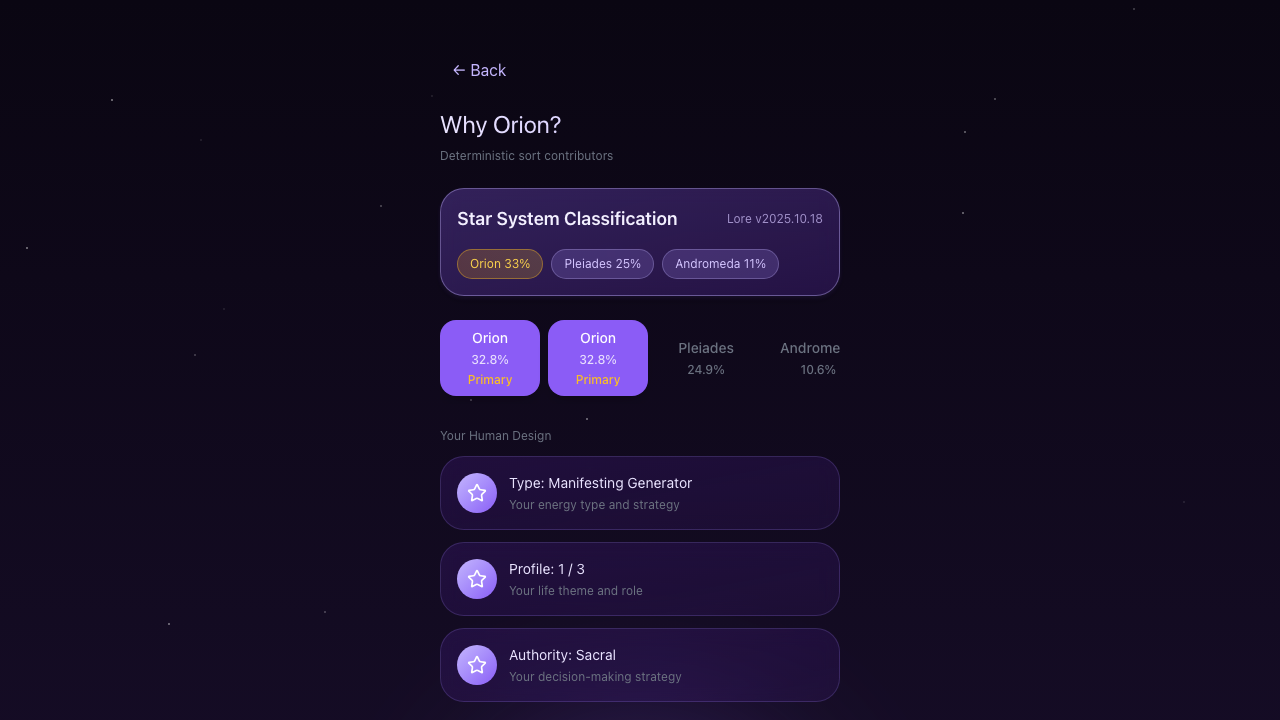 ← Back
Why Orion?
Deterministic sort contributors
Star System Classification
Lore v2025.10.18
Orion 33%
Pleiades 25%
Andromeda 11%
Orion
32.8%
Primary
Orion
32.8%
Primary
Pleiades
24.9%
Androme
10.6%
Your Human Design
Type: Manifesting Generator
Your energy type and strategy
Profile: 1 / 3
Your life theme and role
Authority: Sacral
Your decision-making strategy